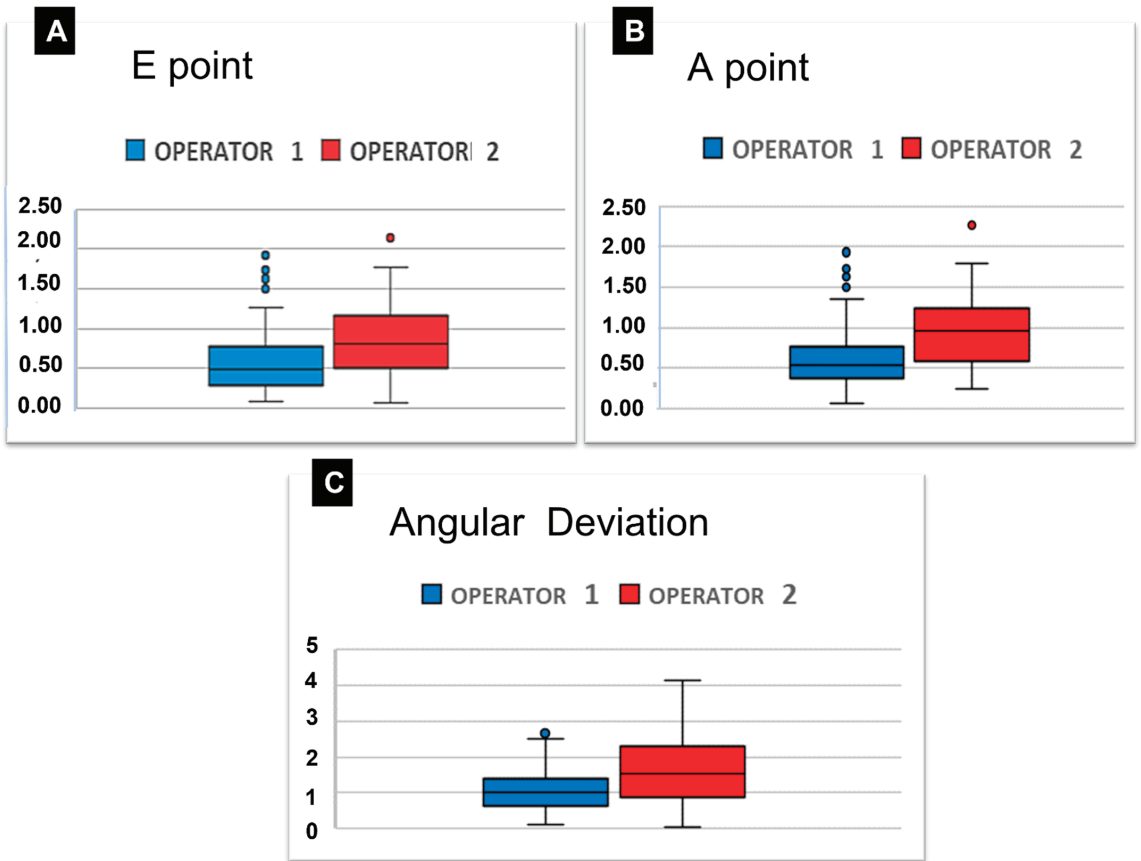 A
E point
OPERATOR 1 OPERATOR 2
2.50
2.00
1.50
1.00
0.50
0.00
B
A point
OPERATOR 1 OPERATOR 2
2.50
2.00
1.50
1.00
0.50
0.00
C
Angular Deviation
OPERATOR 1 OPERATOR 2
5
4
3
2
1
0